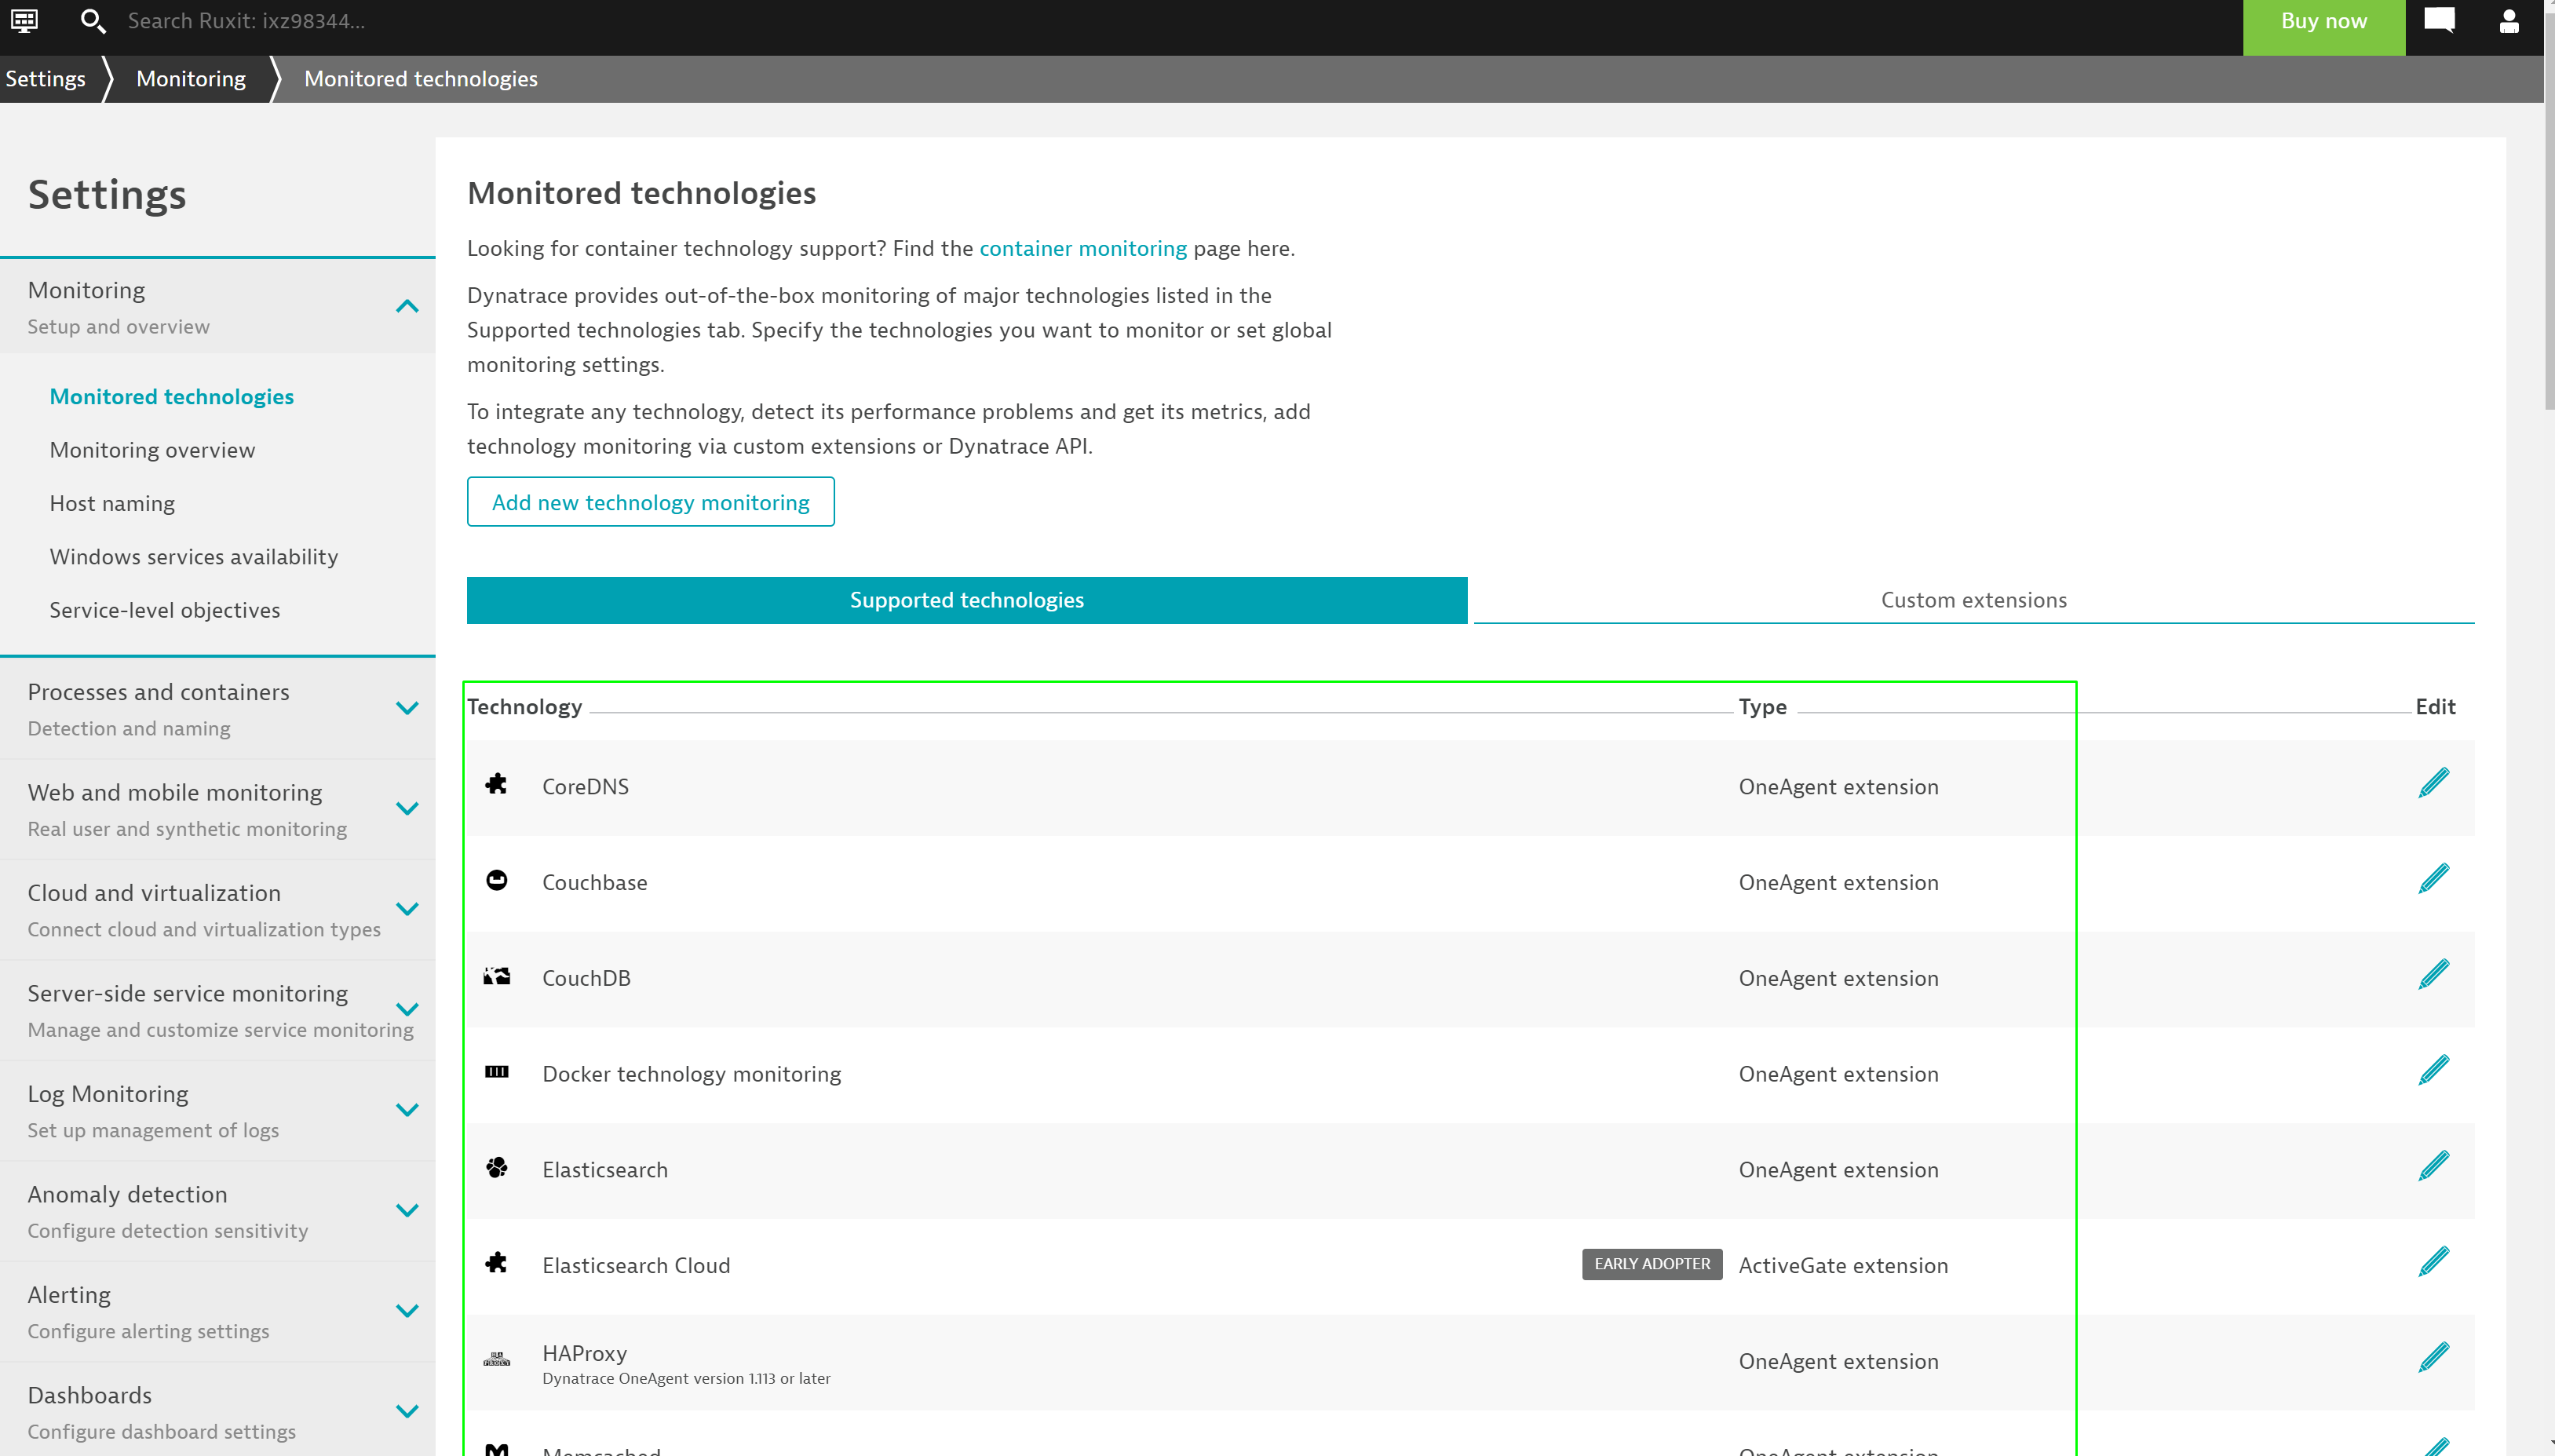 Search Ruxit: ixz98344...
Buy now
Settings
Monitoring
Monitored technologies
Settings
Monitoring
Setup and overview
Monitored technologies
Monitoring overview
Host naming
Windows services availability
Service-level objectives
Processes and containers
Detection and naming
Web and mobile monitoring
Real user and synthetic monitoring
Cloud and virtualization
Connect cloud and virtualization types
Server-side service monitoring
Manage and customize service monitoring
Log Monitoring
Set up management of logs
Anomaly detection
Configure detection sensitivity
Alerting
Configure alerting settings
Dashboards
Configure dashboard settings
Monitored technologies
Looking for container technology support? Find the container monitoring page here.
Dynatrace provides out-of-the-box monitoring of major technologies listed in the
Supported technologies tab. Specify the technologies you want to monitor or set global
monitoring settings.
To integrate any technology, detect its performance problems and get its metrics, add
technology monitoring via custom extensions or Dynatrace API.
Add new technology monitoring
Supported technologies
Custom extensions
Technology Type Edit
CoreDNS OneAgent extension
Couchbase OneAgent extension
CouchDB OneAgent extension
Docker technology monitoring OneAgent extension
Elasticsearch OneAgent extension
Elasticsearch Cloud EARLY ADOPTER ActiveGate extension
HAProxy OneAgent extension
Dynatrace OneAgent version 1.113 or later
Memcached OneAgent extension